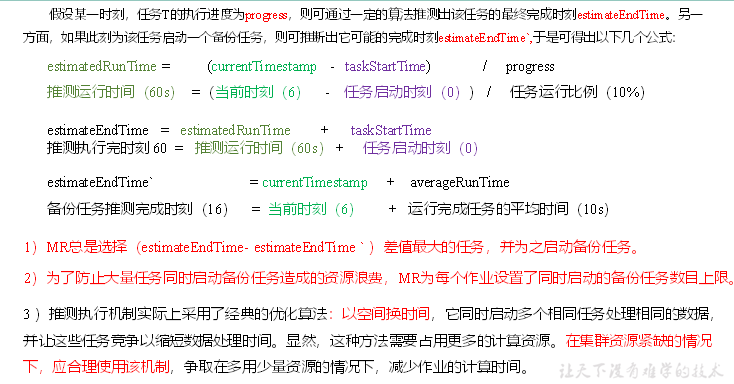 假设某一时刻，任务T的执行进度为progress，则可通过一定的算法推测出该任务的最终完成时刻estimateEndTime。另一
方面，如果此刻为该任务启动一个备份任务，则可推断出它可能的完成时刻estimateEndTime`,于是可得出以下几个公式：
estimatedRunTime = (currentTimestamp - taskStartTime) / progress
推测运行时间（60s） =（当前时刻（6） - 任务启动时刻（0）） / 任务运行比例（10%）
estimateEndTime = estimatedRunTime + taskStartTime
推测执行完时刻 60 = 推测运行时间（60s）+ 任务启动时刻（0）
estimateEndTime` = currentTimestamp + averageRunTime
备份任务推测完成时刻（16） = 当前时刻（6） + 运行完成任务的平均时间（10s）
1）MR总是选择（estimateEndTime- estimateEndTime ` ）差值最大的任务，并为之启动备份任务。
2）为了防止大量任务同时启动备份任务造成的资源浪费，MR为每个作业设置了同时启动的备份任务数目上限。
3 ）推测执行机制实际上采用了经典的优化算法：以空间换时间，它同时启动多个相同任务处理相同的数据，
并让这些任务竞争以缩短数据处理时间。显然，这种方法需要占用更多的计算资源。在集群资源紧缺的情况
下，应合理使用该机制，争取在多用少量资源的情况下，减少作业的计算时间。
让天下没有难学的技术